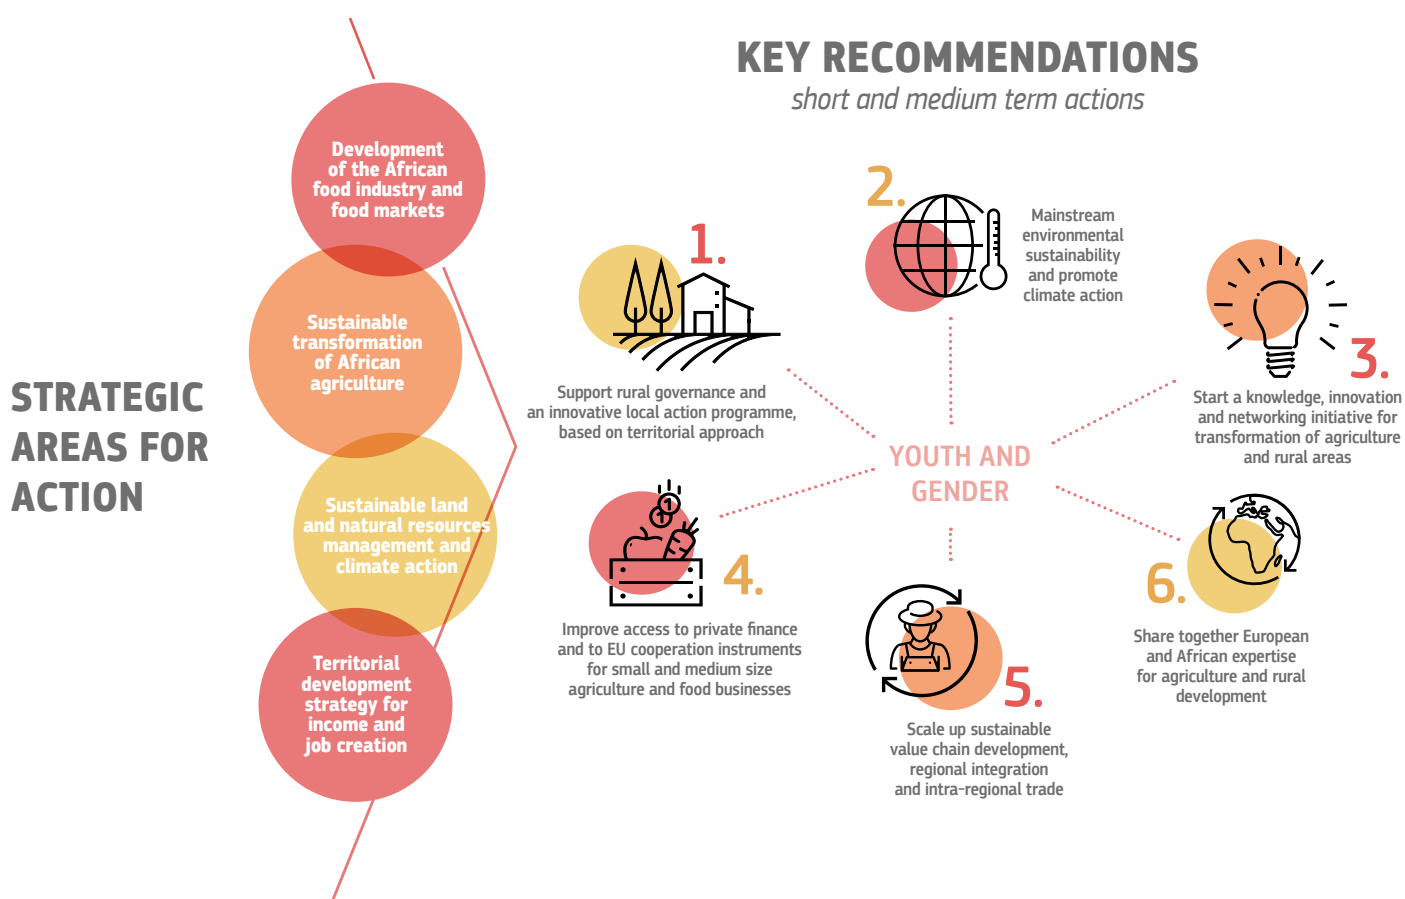 STRATEGIC
AREAS FOR
ACTION
Development
of the African
food industry and
food markets
Sustainable
transformation
of African
agriculture
Sustainable land
and natural resources
management and
climate action
Territorial
development
strategy for
income and
job creation
KEY RECOMMENDATIONS
short and medium term actions
1.
Support rural governance and
an innovative local action programme,
based on territorial approach
2.
Mainstream
environmental
sustainability
and promote
climate action
3.
Start a knowledge, innovation
and networking initiative for
transformation of agriculture
and rural areas
YOUTH AND
GENDER
1
1
4.
Improve access to private finance
and to EU cooperation instruments
for small and medium size
agriculture and food businesses
5.
Scale up sustainable
value chain development,
regional integration
and intra-regional trade
6.
Share together European
and African expertise
for agriculture and rural
development